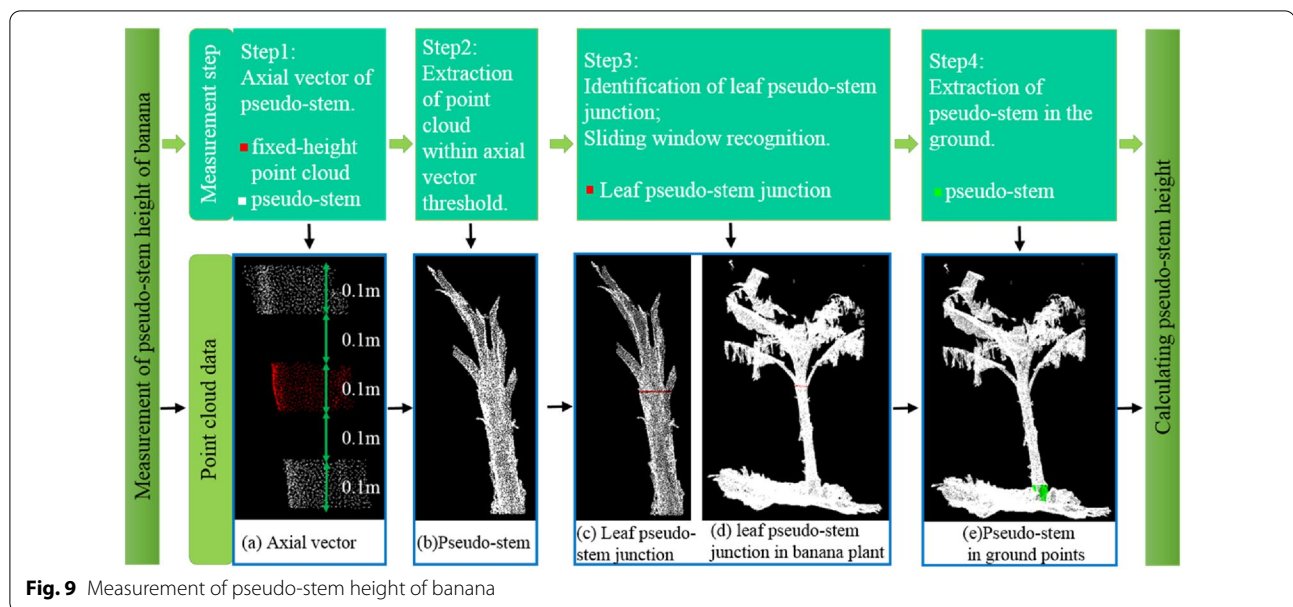 Measurement of pseudo-stem height of banana
Measurement step
Step1:
Axial vector of
pseudo-stem.
fixed-height
point cloud
pseudo-stem
Step2:
Extraction
of point
cloud
within axial
vector
threshold.
Step3:
Identification of leaf pseudo-stem
junction;
Sliding window recognition.
Leaf pseudo-stem junction
Step4:
Extraction of
pseudo-stem in the
ground.
pseudo-stem
Calculating pseudo-stem height
Point cloud data
0.1m
0.1m
0.1m
0.1m
0.1m
(a) Axial vector
(b)Pseudo-stem
(c) Leaf pseudo-
stem junction
(d) leaf pseudo-stem
junction in banana plant
(e)Pseudo-stem
in ground points
Fig. 9 Measurement of pseudo-stem height of banana